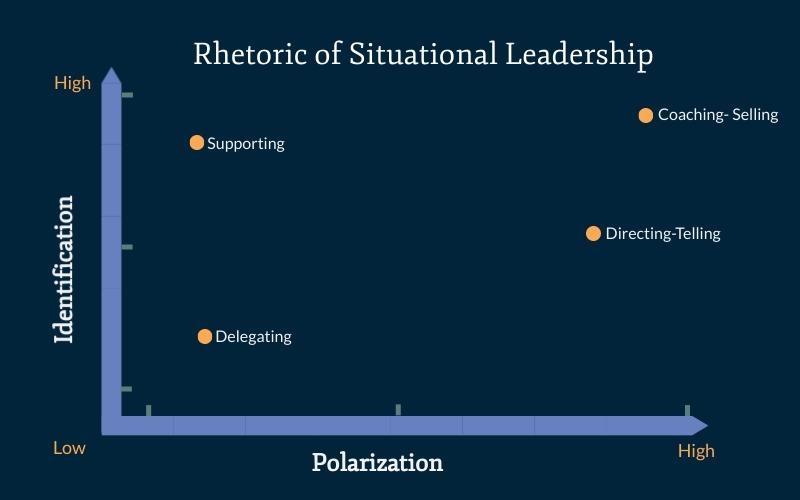 Rhetoric of Situational Leadership
High
Coaching- Selling
Supporting
Directing-Telling
Identification
Delegating
Low
Polarization
High